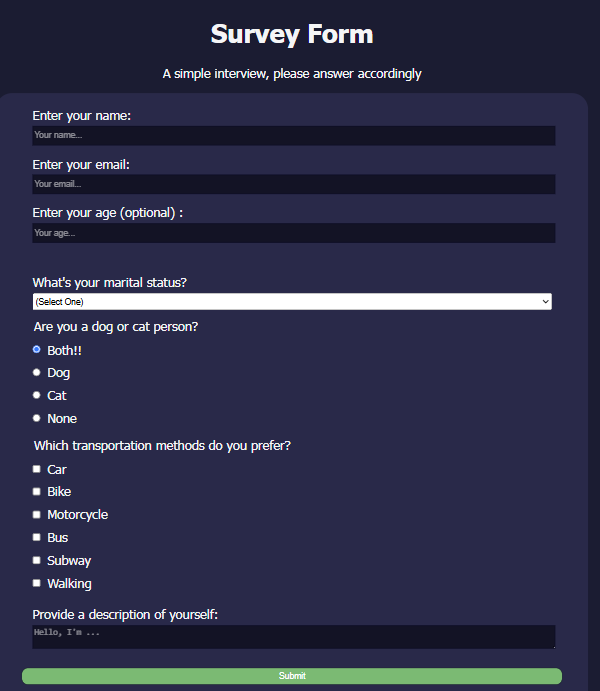 Survey Form
A simple interview, please answer accordingly
Enter your name:
Your name...
Enter your email:
Your email...
Enter your age (optional) :
Your age...
What's your marital status?
(Select One)
Are you a dog or cat person?
Both!!
Dog
Cat
None
Which transportation methods do you prefer?
Car
Bike
Motorcycle
Bus
Subway
Walking
Provide a description of yourself:
Hello, I'm ...
Submit